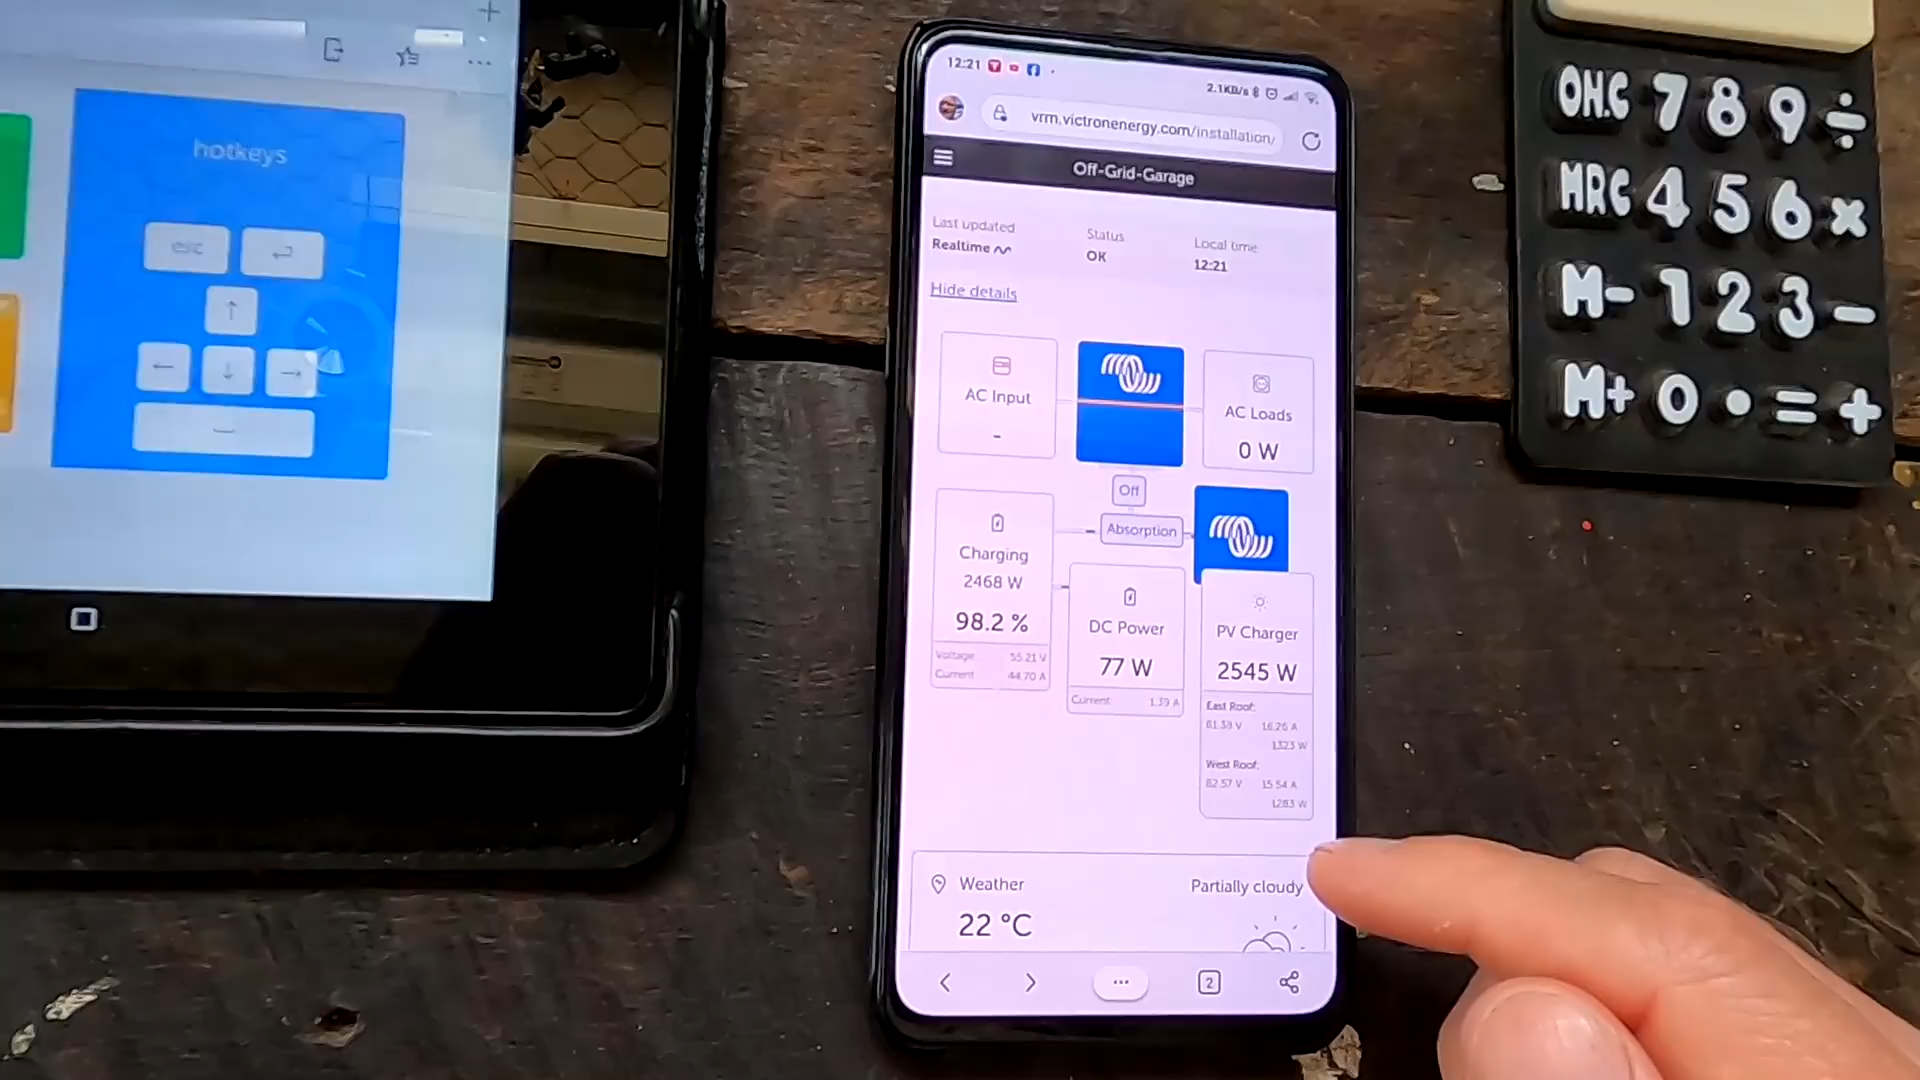 hotkeys
esc
12:21
2.1KB/s
vrm.victronenergy.com/installation/
Off-Grid-Garage
Last updated
Realtime
Status
OK
Local time
12:21
Hide details
AC Input
-
AC Loads
0 W
Off
Absorption
Charging
2468 W
98.2 %
Voltage: 55.21 V
Current 44.70 A
DC Power
77 W
Current: 1.39 A
PV Charger
2545 W
East Roof:
81.39 V 16.26 A
1323 W
West Roof:
82.57 V 15.54 A
1283 W
Weather
Partially cloudy
22 °C
2
OH.C 7 8 9 ÷
MRC 4 5 6 ×
M- 1 2 3 -
M+ 0 • = +